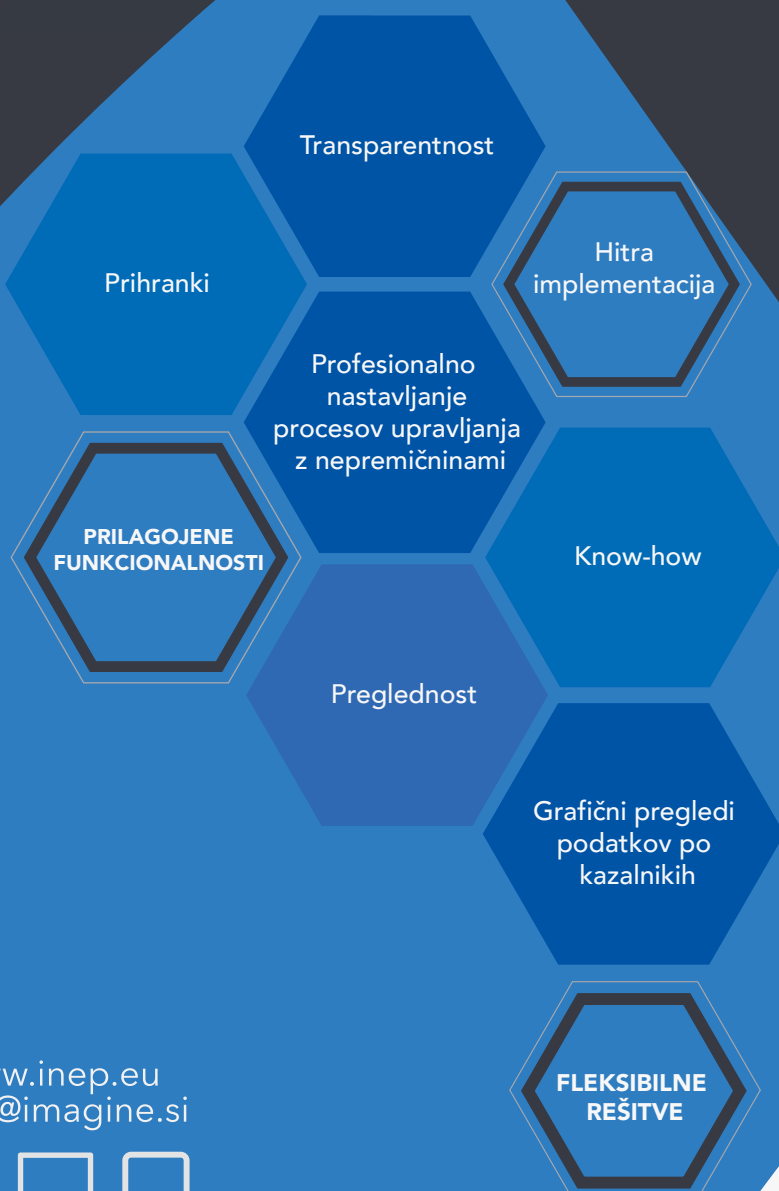 Transparentnost
Prihranki
Hitra
implementacija
Profesionalno
nastavljanje
procesov upravljanja
z nepremičninami
PRILAGOJENE
FUNKCIONALNOSTI
Know-how
Preglednost
Grafični pregledi
podatkov po
kazalnikih
FLEKSIBILNE
REŠITVE
w.inep.eu
@imagine.si